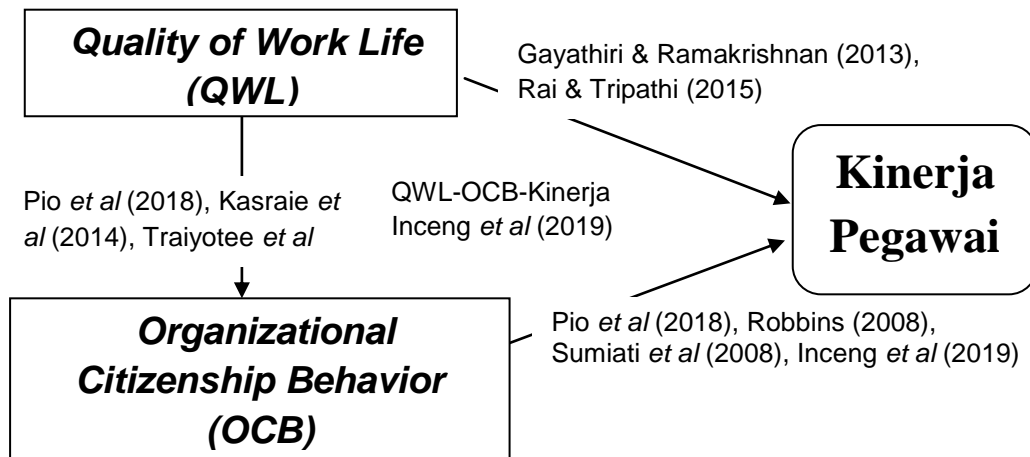 Quality of Work Life
(QWL)
Gayathiri & Ramakrishnan (2013),
Rai & Tripathi (2015)
Kinerja
Pegawai
Pio et al (2018), Kasraie et
al (2014), Traiyotee et al
QWL-OCB-Kinerja
Inceng et al (2019)
Organizational
Citizenship Behavior
(OCB)
Pio et al (2018), Robbins (2008),
Sumiati et al (2008), Inceng et al (2019)